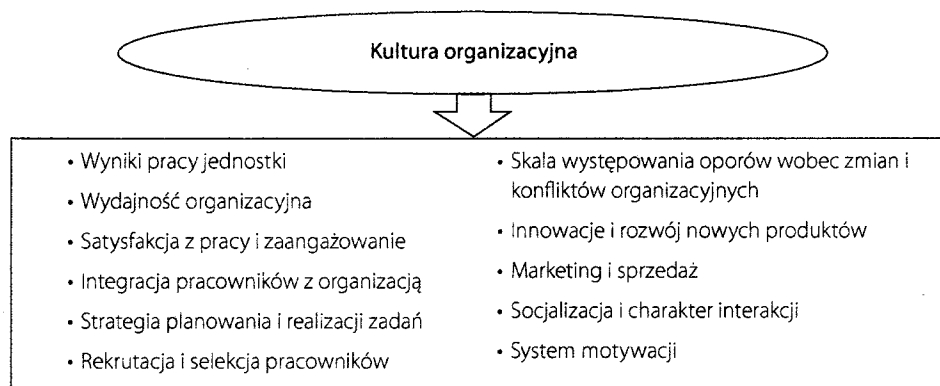 Kultura organizacyjna
• Wyniki pracy jednostki
• Wydajność organizacyjna
• Satysfakcja z pracy i zaangażowanie
• Integracja pracowników z organizacją
• Strategia planowania i realizacji zadań
• Rekrutacja i selekcja pracowników
• Skala występowania oporów wobec zmian i
konfliktów organizacyjnych
• Innowacje i rozwój nowych produktów
• Marketing i sprzedaż
• Socjalizacja i charakter interakcji
• System motywacji